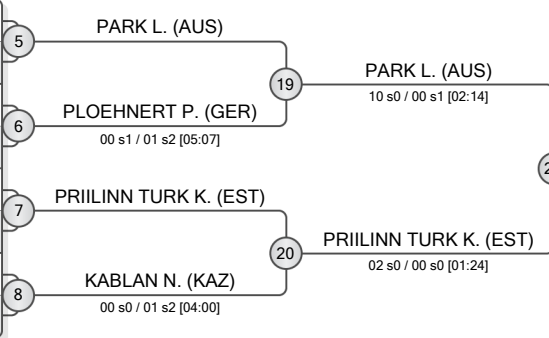 PARK L. (AUS)
5
19
PARK L. (AUS)
10 s0 / 00 s1 [02:14]
PLOEHNERT P. (GER)
6
00 s1 / 01 s2 [05:07]
PRIILINN TURK K. (EST)
7
20
PRIILINN TURK K. (EST)
02 s0 / 00 s0 [01:24]
KABLAN N. (KAZ)
8
00 s0 / 01 s2 [04:00]